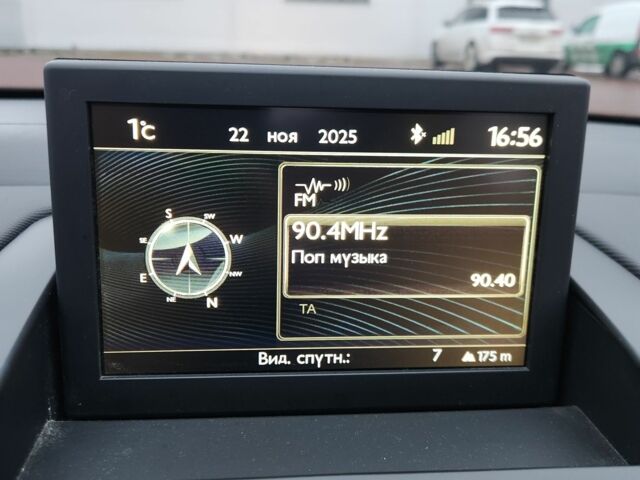 1°C 22 ноя 2025 16:56
FM
90.4MHz
Поп музыка
90.40
TA
S SW W NW N NE E SE
Вид. спутн.: 7 175 m